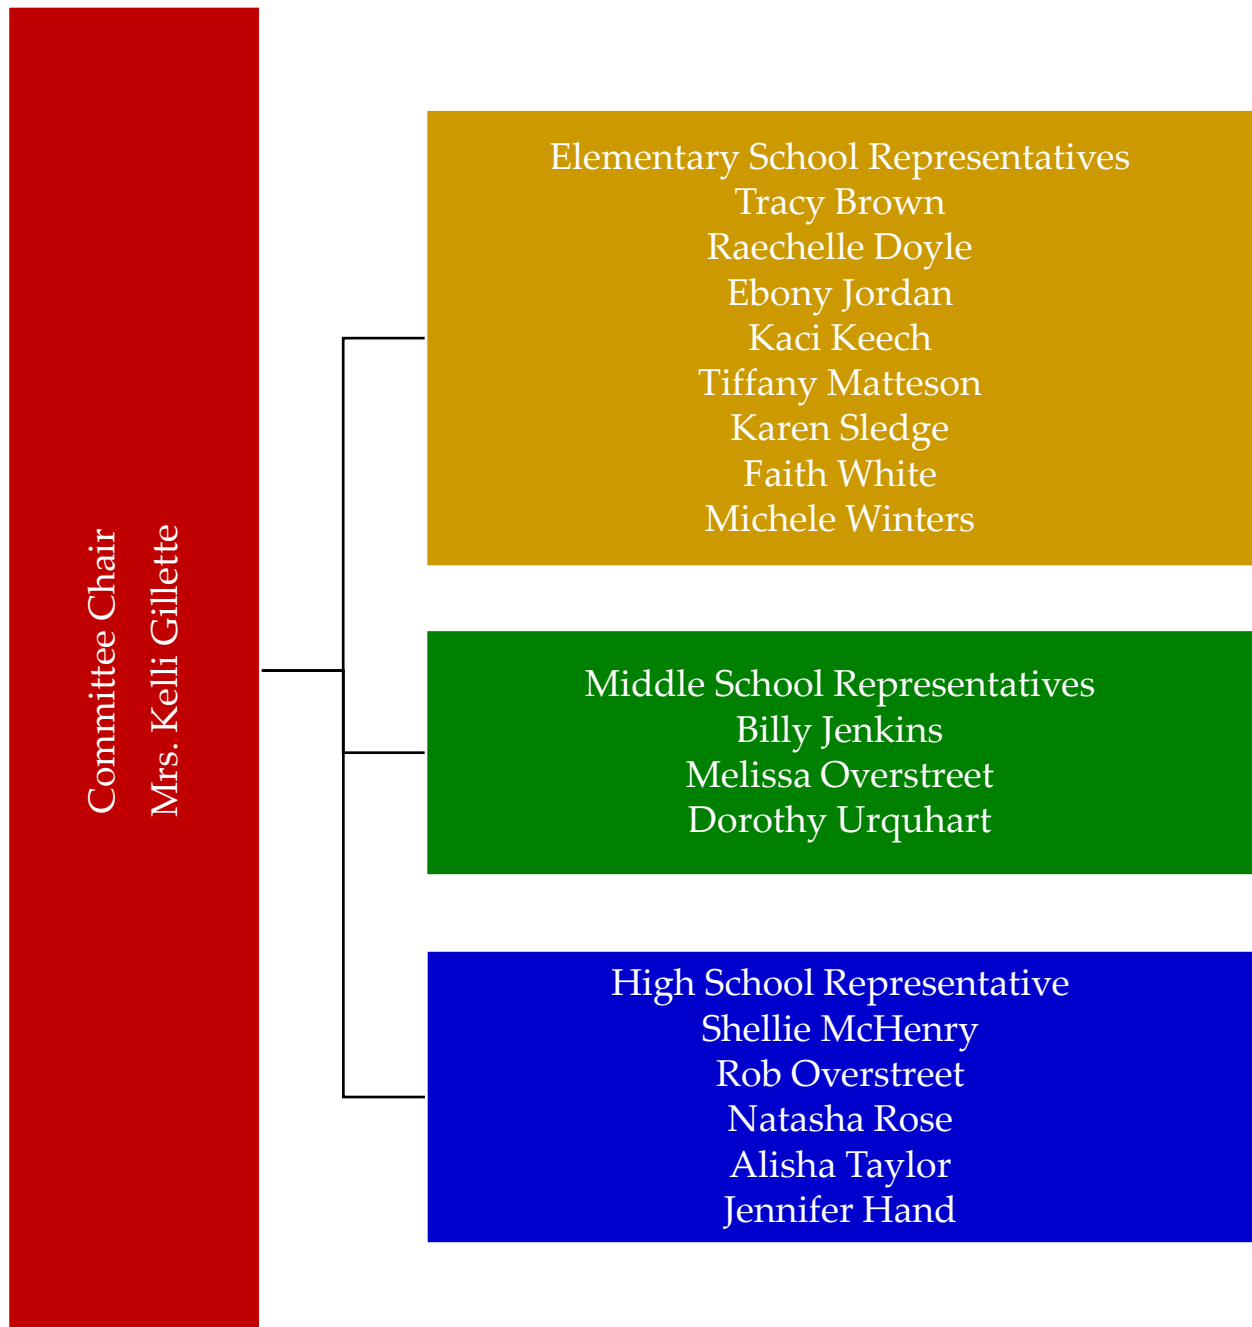 Committee Chair
Mrs. Kelli Gillette
Elementary School Representatives
Tracy Brown
Raechelle Doyle
Ebony Jordan
Kaci Keech
Tiffany Matteson
Karen Sledge
Faith White
Michele Winters
Middle School Representatives
Billy Jenkins
Melissa Overstreet
Dorothy Urquhart
High School Representative
Shellie McHenry
Rob Overstreet
Natasha Rose
Alisha Taylor
Jennifer Hand